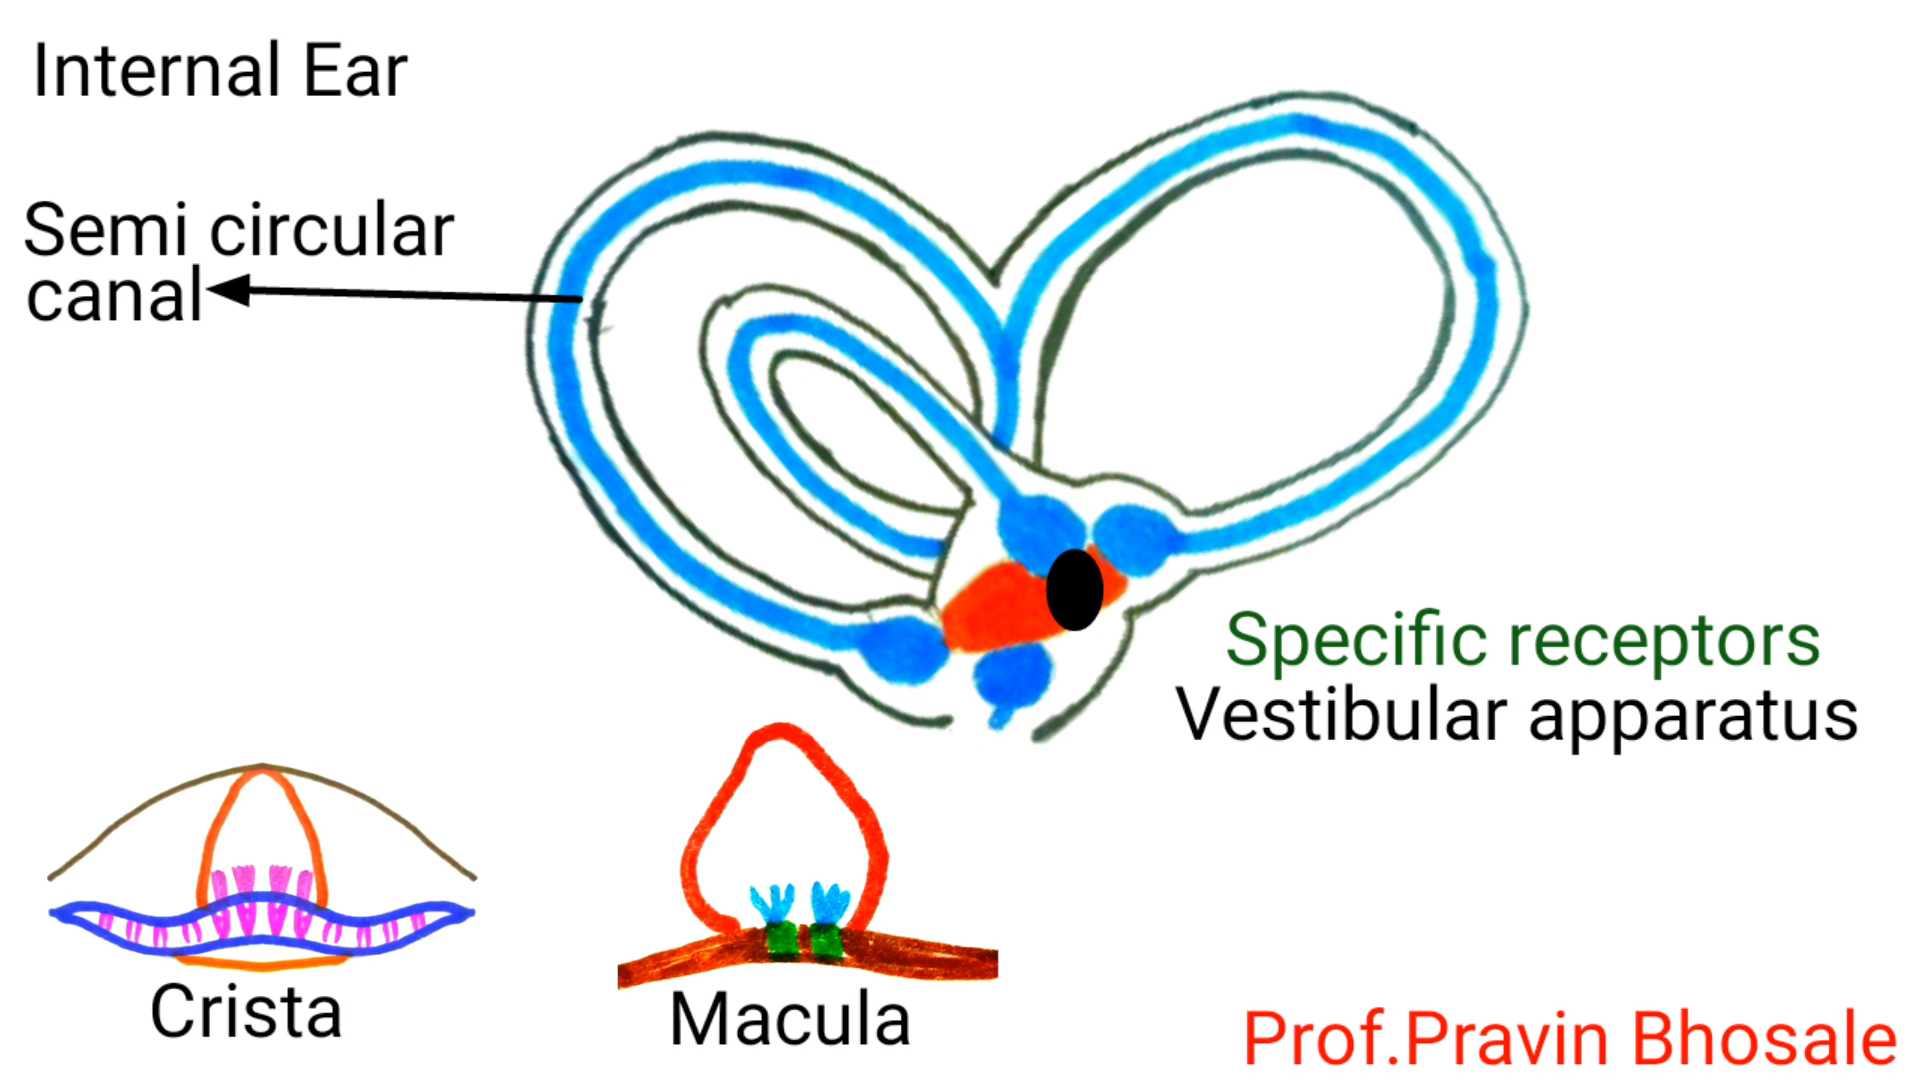 Internal Ear
Semi circular
canal
Specific receptors
Vestibular apparatus
Crista
Macula
Prof.Pravin Bhosale